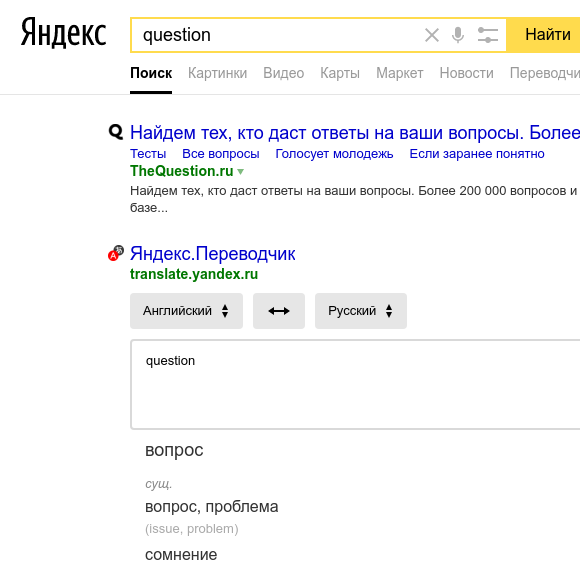 Яндекс
question
Найти
Поиск Картинки Видео Карты Маркет Новости Переводчи
Q Найдем тех, кто даст ответы на ваши вопросы. Более
Тесты Все вопросы Голосует молодежь Если заранее понятно
TheQuestion.ru
Найдем тех, кто даст ответы на ваши вопросы. Более 200 000 вопросов и
базе...
Яндекс.Переводчик
translate.yandex.ru
Английский Русский
question
вопрос
сущ.
вопрос, проблема
(issue, problem)
сомнение